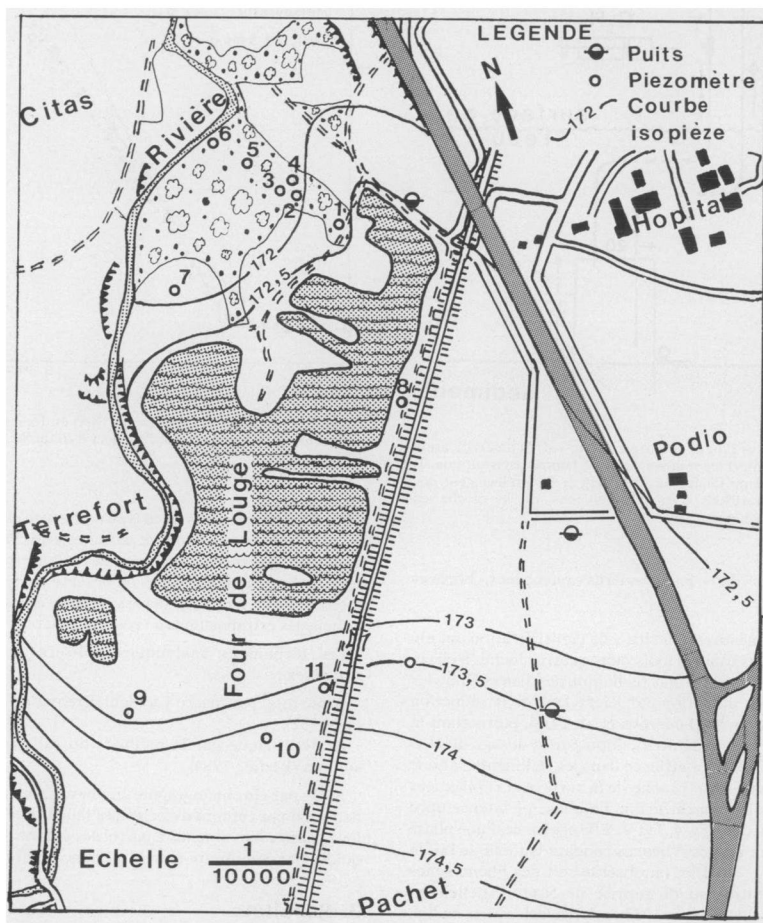 LEGENDE
Puits
Piezomètre
172
Courbe
isopièze
N
Citas
Rivière
6
5
4
3
2
1
Hopital
172
7
172,5
8
Podio
Four de Louge
Terrefort
172,5
173
11
173,5
9
10
174
Echelle
1
10000
174,5
Pachet